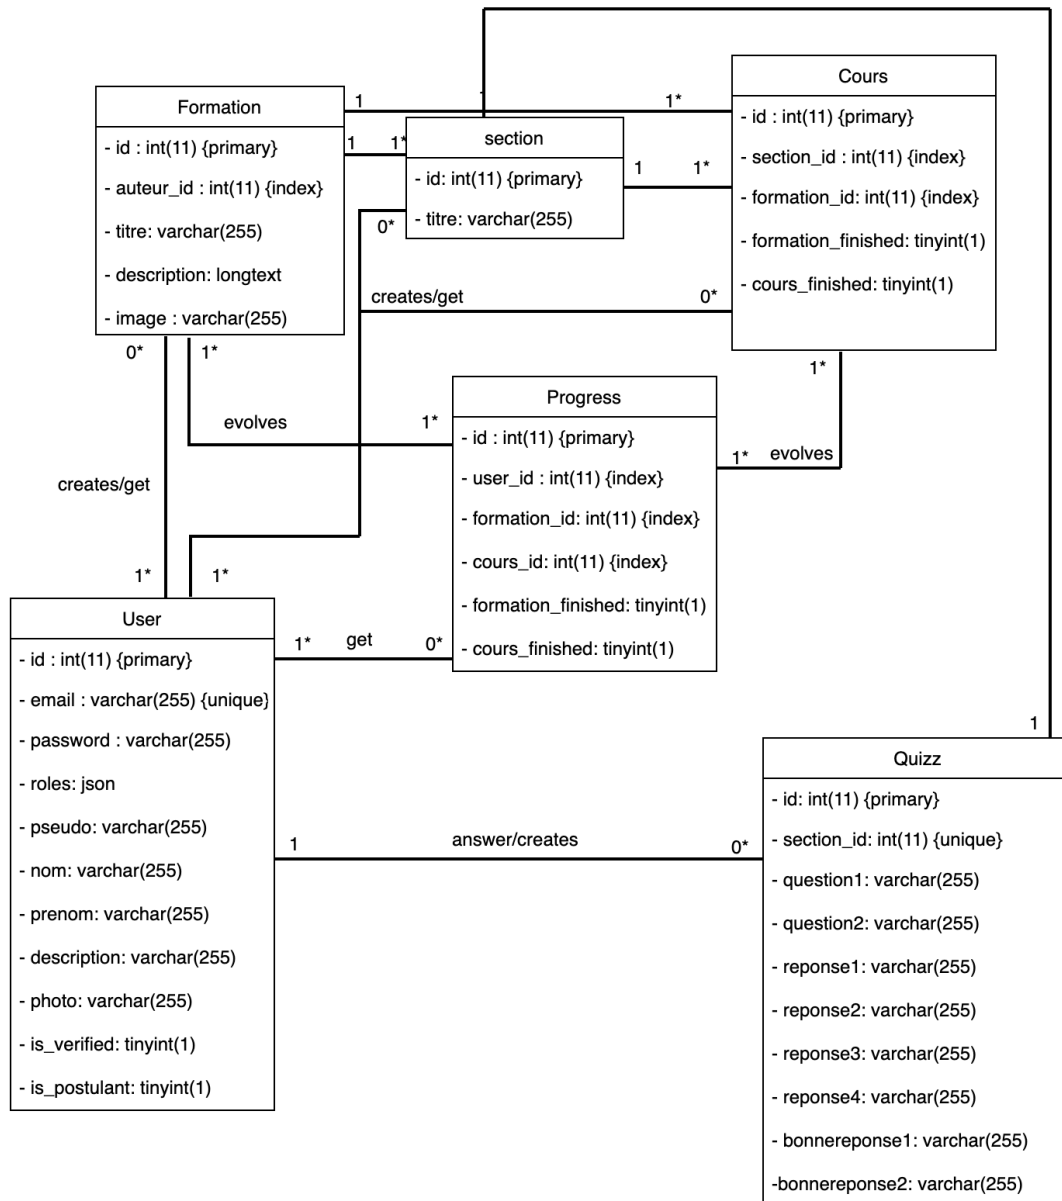 Formation
- id : int(11) {primary}
- auteur_id : int(11) {index}
- titre: varchar(255)
- description: longtext
- image : varchar(255)
1
1*
1
1*
section
- id: int(11) {primary}
- titre: varchar(255)
1
1*
0*
Cours
- id : int(11) {primary}
- section_id : int(11) {index}
- formation_id: int(11) {index}
- formation_finished: tinyint(1)
- cours_finished: tinyint(1)
creates/get
0*
0*
1*
evolves
1*
1*
1*
evolves
creates/get
1*
1*
Progress
- id : int(11) {primary}
- user_id : int(11) {index}
- formation_id: int(11) {index}
- cours_id: int(11) {index}
- formation_finished: tinyint(1)
- cours_finished: tinyint(1)
User
- id : int(11) {primary}
- email : varchar(255) {unique}
- password : varchar(255)
- roles: json
- pseudo: varchar(255)
- nom: varchar(255)
- prenom: varchar(255)
- description: varchar(255)
- photo: varchar(255)
- is_verified: tinyint(1)
- is_postulant: tinyint(1)
1*
get
0*
1
answer/creates
0*
1
Quizz
- id: int(11) {primary}
- section_id: int(11) {unique}
- question1: varchar(255)
- question2: varchar(255)
- reponse1: varchar(255)
- reponse2: varchar(255)
- reponse3: varchar(255)
- reponse4: varchar(255)
- bonnereponse1: varchar(255)
-bonnereponse2: varchar(255)